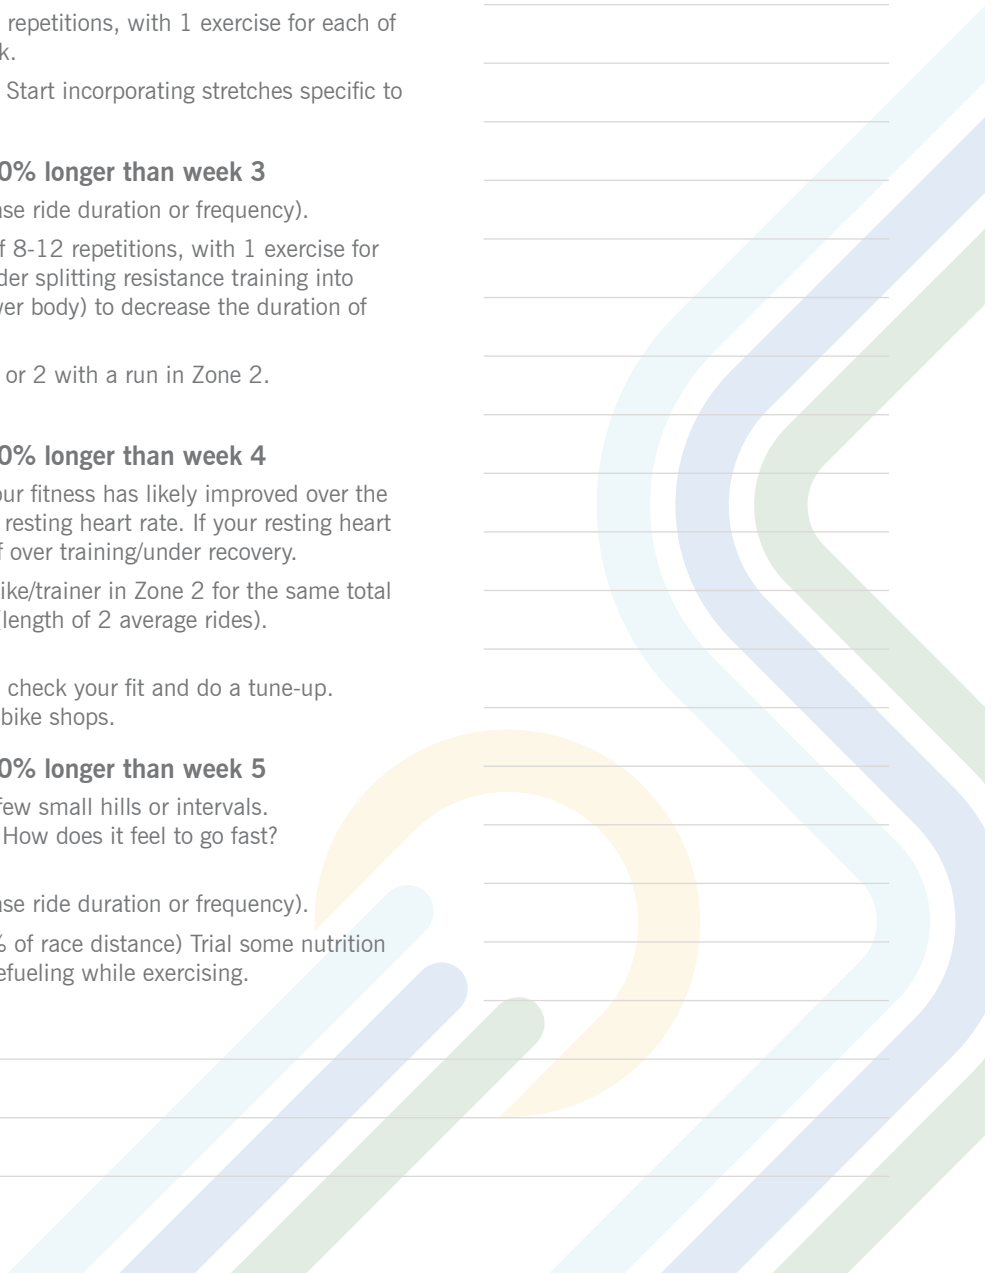 repetitions, with 1 exercise for each of
k.
Start incorporating stretches specific to
0% longer than week 3
ase ride duration or frequency).
f 8-12 repetitions, with 1 exercise for
der splitting resistance training into
wer body) to decrease the duration of
or 2 with a run in Zone 2.
0% longer than week 4
our fitness has likely improved over the
resting heart rate. If your resting heart
f over training/under recovery.
ike/trainer in Zone 2 for the same total
(length of 2 average rides).
check your fit and do a tune-up.
bike shops.
0% longer than week 5
few small hills or intervals.
How does it feel to go fast?
ase ride duration or frequency).
% of race distance) Trial some nutrition
efueling while exercising.